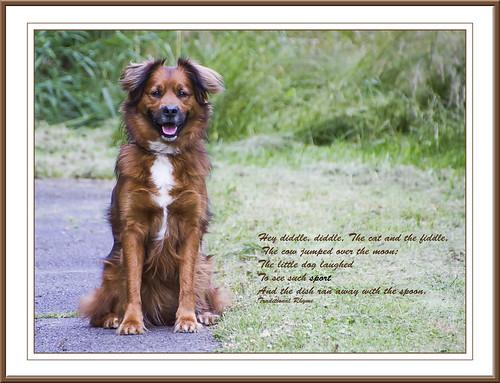 Hey diddle, diddle, The cat and the fiddle,
The cow jumped over the moon;
The little dog laughed
To see such sport
And the dish ran away with the spoon.
Traditional Rhyme